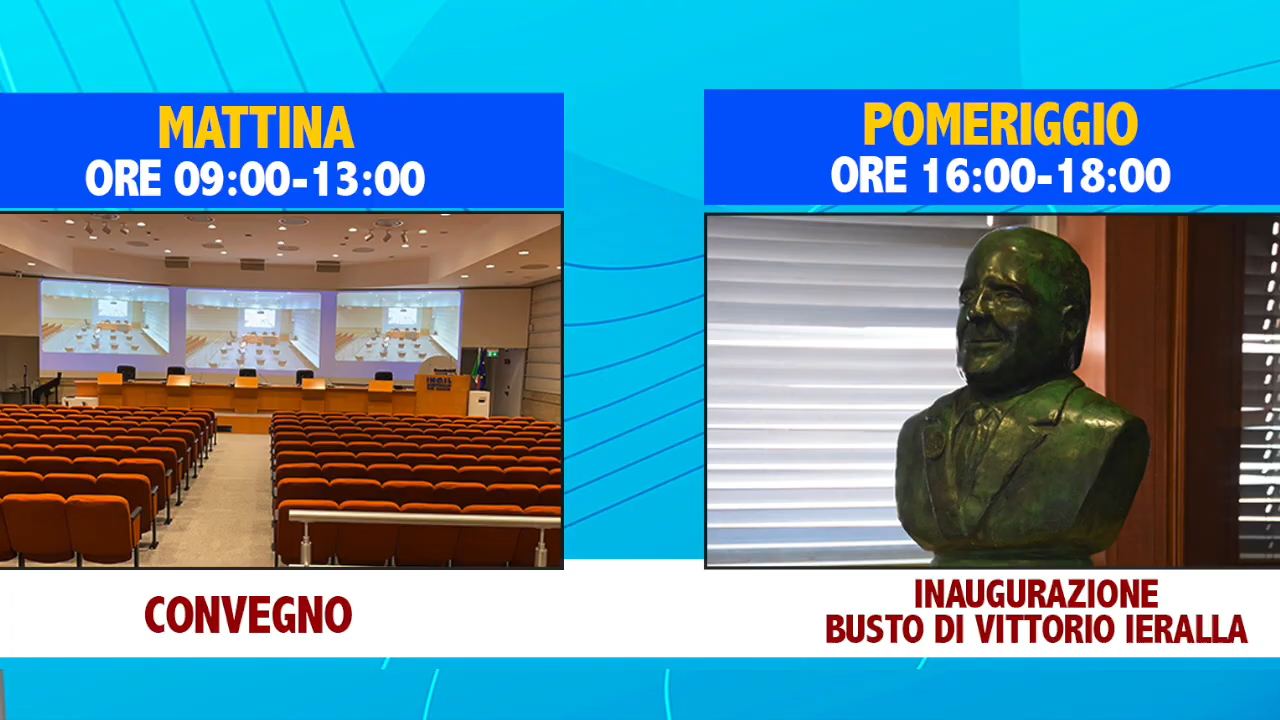 MATTINA
ORE 09:00-13:00
CONVEGNO
POMERIGGIO
ORE 16:00-18:00
INAUGURAZIONE
BUSTO DI VITTORIO IERALLA